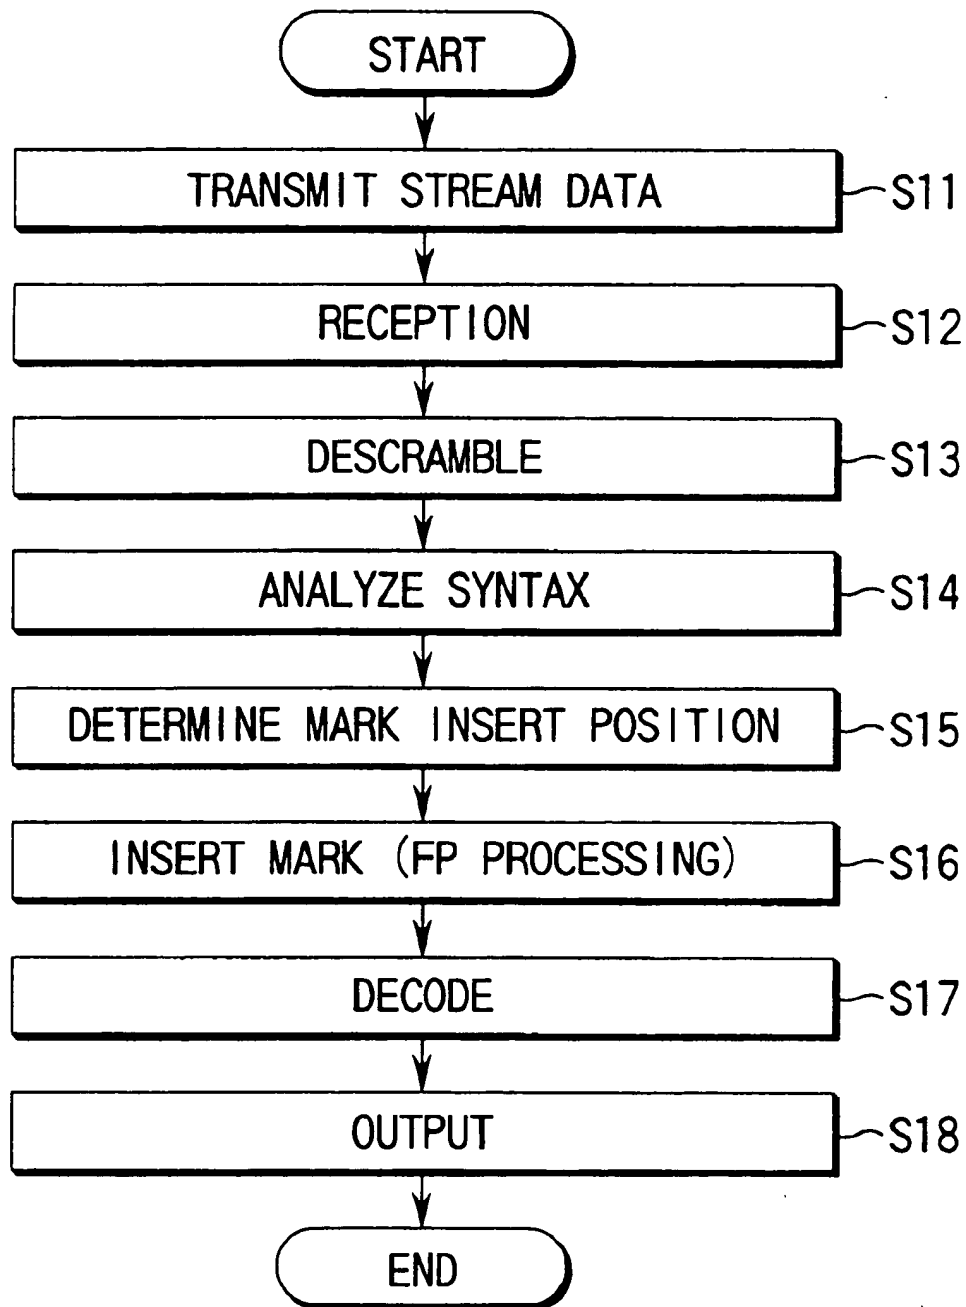 START
TRANSMIT STREAM DATA S11
RECEPTION S12
DESCRAMBLE S13
ANALYZE SYNTAX S14
DETERMINE MARK INSERT POSITION S15
INSERT MARK (FP PROCESSING) S16
DECODE S17
OUTPUT S18
END